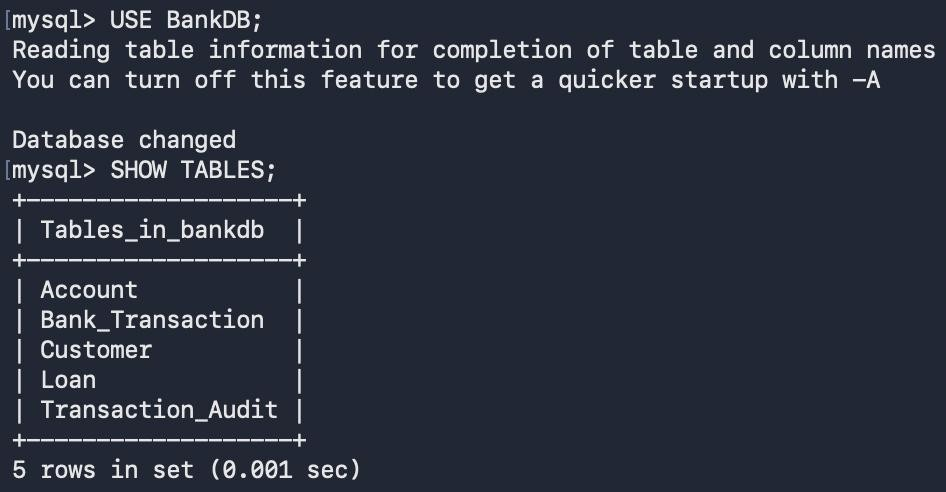 [mysql> USE BankDB;
Reading table information for completion of table and column names
You can turn off this feature to get a quicker startup with -A
Database changed
[mysql> SHOW TABLES;
+-------------------+
| Tables_in_bankdb  |
+-------------------+
| Account           |
| Bank_Transaction  |
| Customer          |
| Loan              |
| Transaction_Audit |
+-------------------+
5 rows in set (0.001 sec)